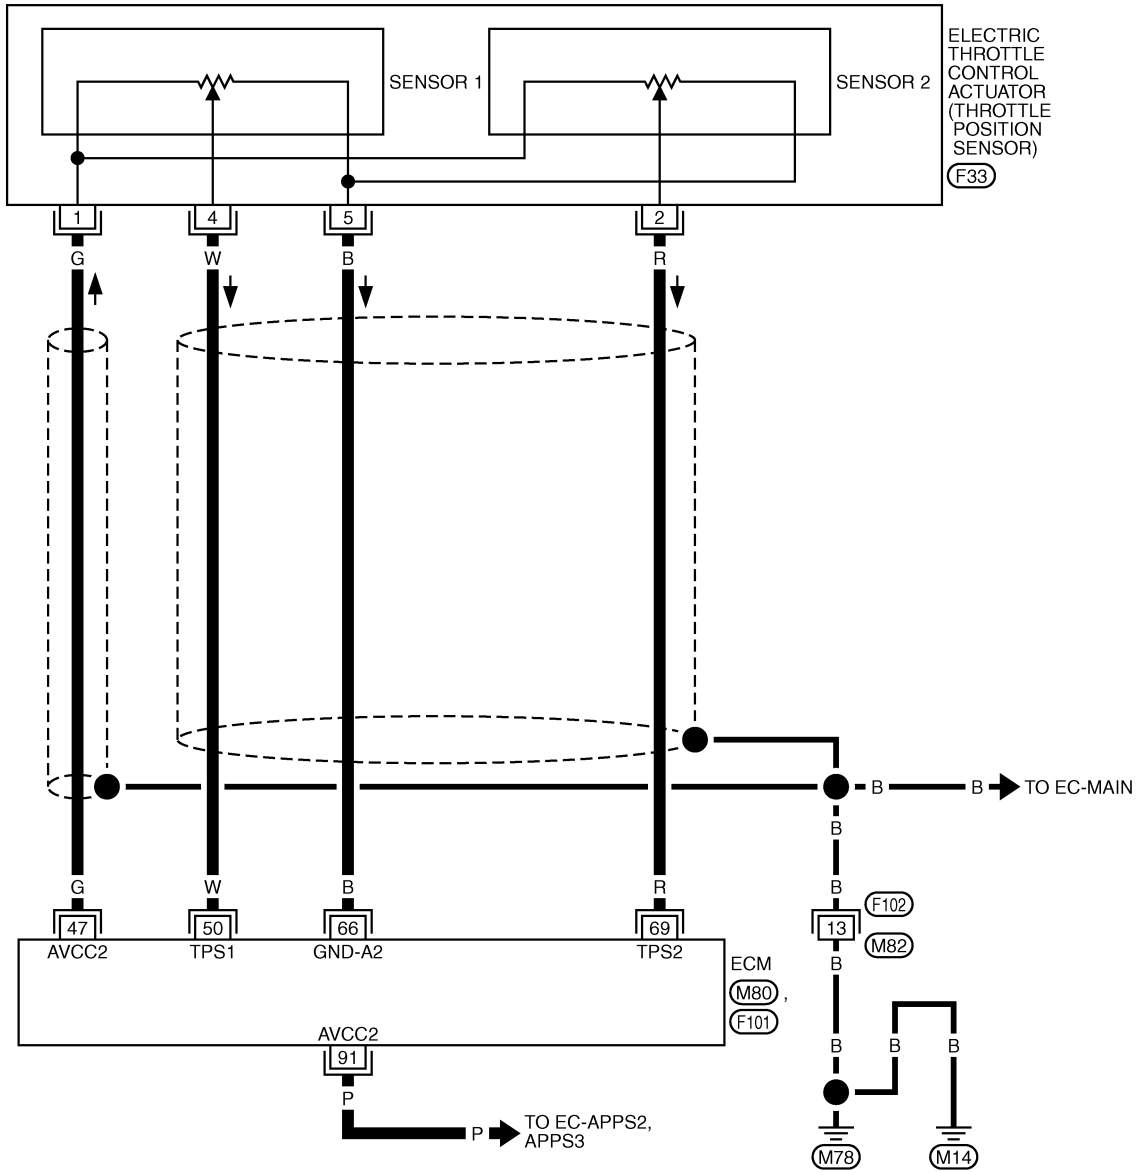 SENSOR 1
SENSOR 2
ELECTRIC
THROTTLE
CONTROL
ACTUATOR
(THROTTLE
POSITION
SENSOR)
F33
1
4
5
2
G
W
B
R
B
B
TO EC-MAIN
B
G
W
B
R
B
F102
47
50
66
69
13
M82
AVCC2
TPS1
GND-A2
TPS2
B
ECM
M80 ,
F101
AVCC2
91
B
B
B
P
P
TO EC-APPS2,
APPS3
M78
M14